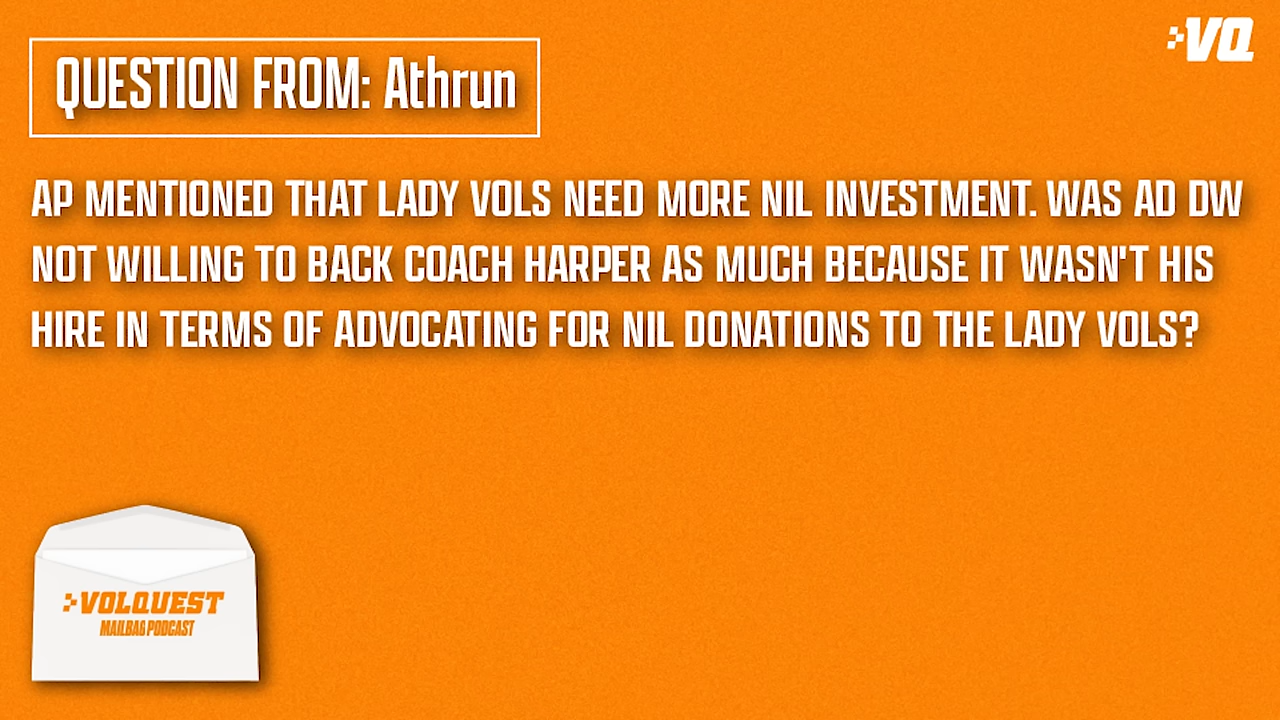 VQ
QUESTION FROM: Athrun
AP MENTIONED THAT LADY VOLS NEED MORE NIL INVESTMENT. WAS AD DW
NOT WILLING TO BACK COACH HARPER AS MUCH BECAUSE IT WASN'T HIS
HIRE IN TERMS OF ADVOCATING FOR NIL DONATIONS TO THE LADY VOLS?
VOLQUEST
MAILBAG PODCAST